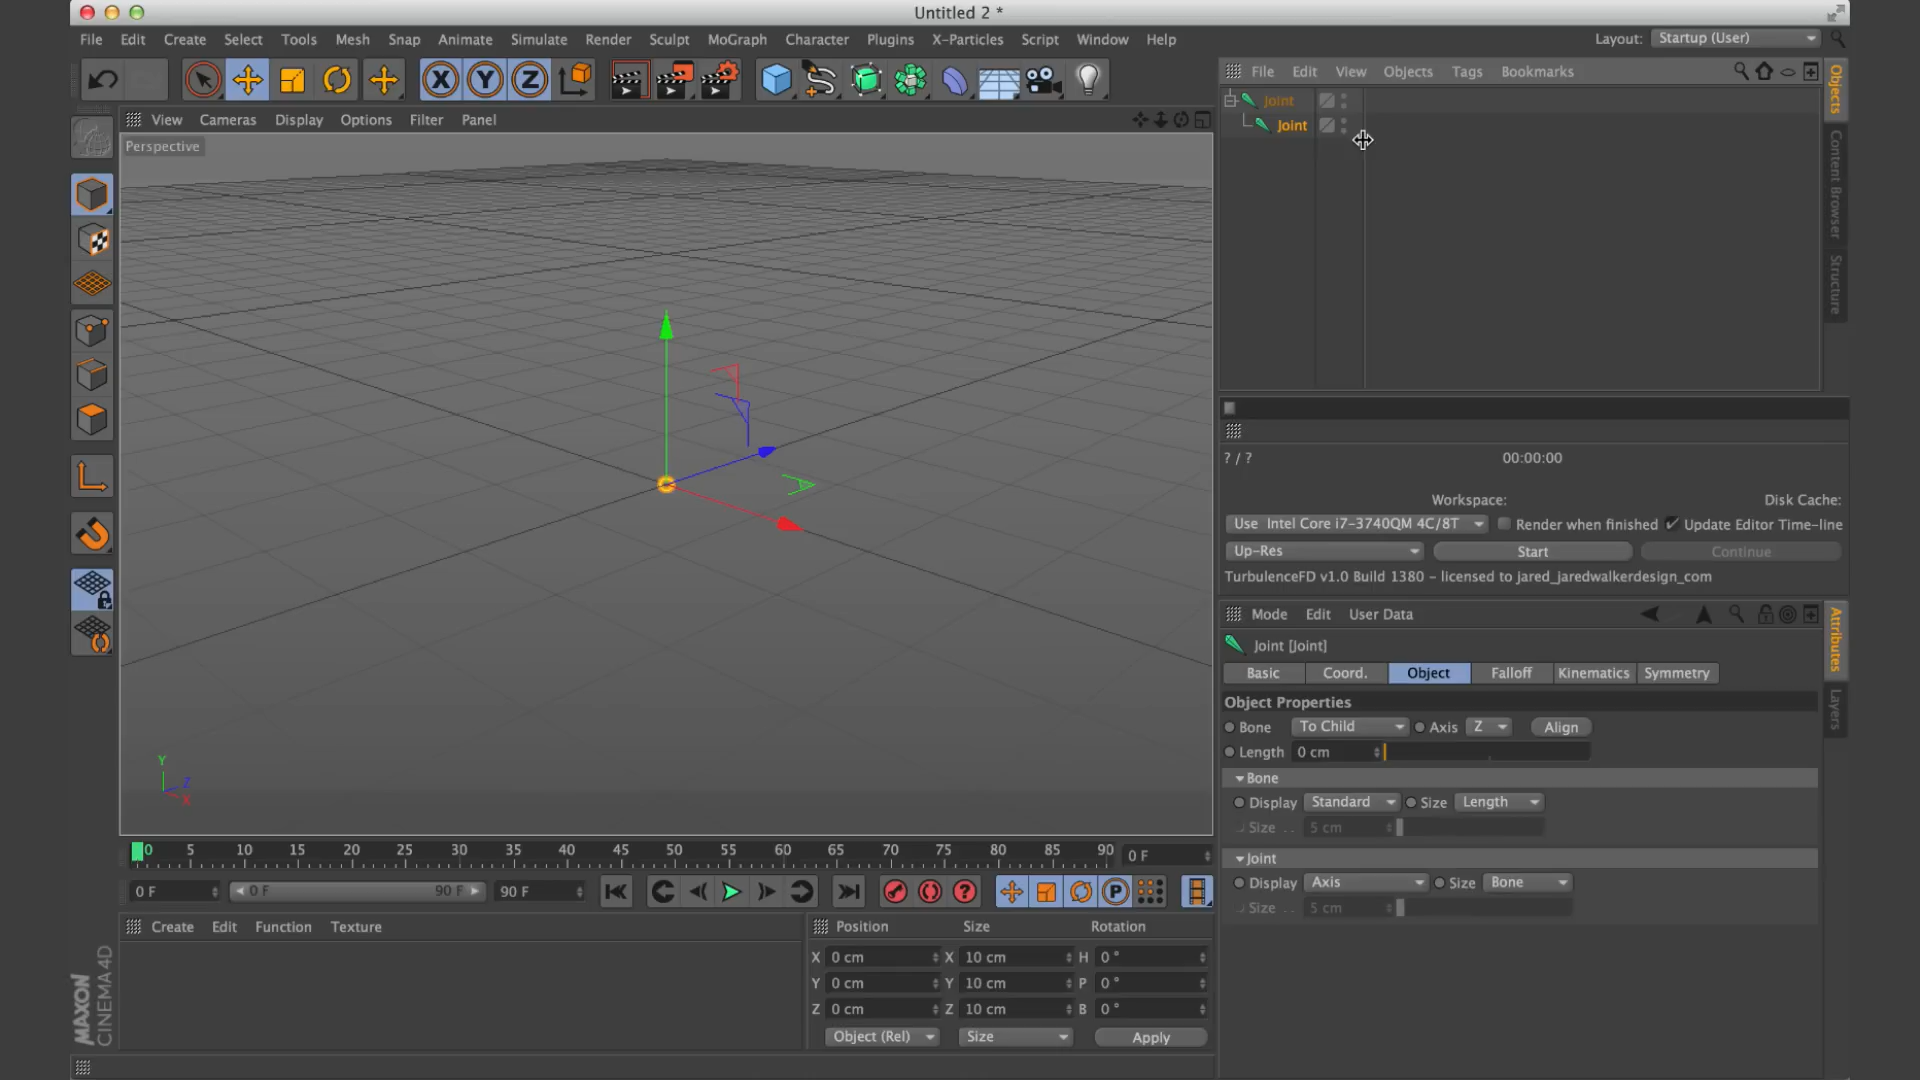 Untitled 2 *
File Edit Create Select Tools Mesh Snap Animate Simulate Render Sculpt MoGraph Character Plugins X-Particles Script Window Help
Layout: Startup (User)
X Y Z
File Edit View Objects Tags Bookmarks
View Cameras Display Options Filter Panel
Perspective
Joint
Joint
Objects
Content Browser
Structure
? / ? 00:00:00
Workspace: Disk Cache:
Use Intel Core i7-3740QM 4C/8T Render when finished Update Editor Time-line
Up-Res Start Continue
TurbulenceFD v1.0 Build 1380 - licensed to jared_jaredwalkerdesign_com
Mode Edit User Data
Joint [Joint]
Basic Coord. Object Falloff Kinematics Symmetry
Object Properties
Bone To Child Axis Z Align
Length 0 cm
Bone
Display Standard Size Length
Size . . 5 cm
Joint
Display Axis Size Bone
Size . . 5 cm
Attributes
Layers
Y
Z
X
0 5 10 15 20 25 30 35 40 45 50 55 60 65 70 75 80 85 90 0 F
0 F 0 F 90 F 90 F
? P
Create Edit Function Texture
Position Size Rotation
X 0 cm X 10 cm H 0 °
Y 0 cm Y 10 cm P 0 °
Z 0 cm Z 10 cm B 0 °
Object (Rel) Size Apply
MAXON
CINEMA4D